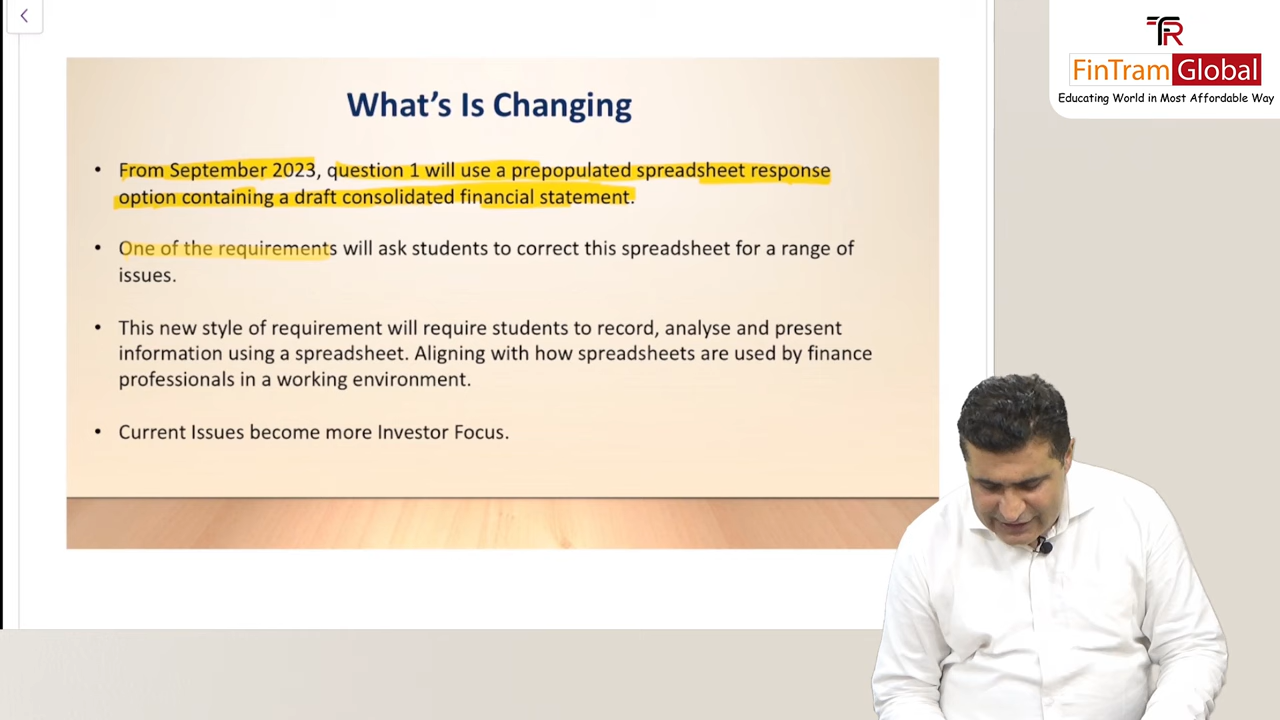 What's Is Changing
• From September 2023, question 1 will use a prepopulated spreadsheet response
option containing a draft consolidated financial statement.
• One of the requirements will ask students to correct this spreadsheet for a range of
issues.
• This new style of requirement will require students to record, analyse and present
information using a spreadsheet. Aligning with how spreadsheets are used by finance
professionals in a working environment.
• Current Issues become more Investor Focus.
TR
FinTram Global
Educating World in Most Affordable Way